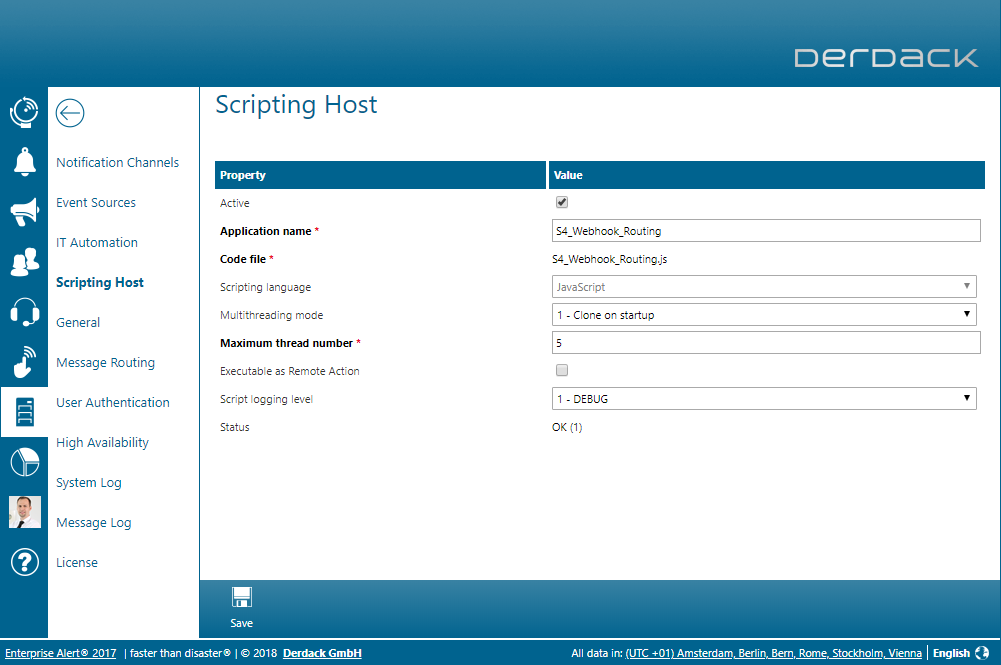 DERDACK
Scripting Host
Notification Channels
Event Sources
IT Automation
Scripting Host
General
Message Routing
User Authentication
High Availability
System Log
Message Log
License
Property Value
Active
Application name * S4_Webhook_Routing
Code file * S4_Webhook_Routing.js
Scripting language JavaScript
Multithreading mode 1 - Clone on startup
Maximum thread number * 5
Executable as Remote Action
Script logging level 1 - DEBUG
Status OK (1)
?
Save
Enterprise Alert® 2017 | faster than disaster® | © 2018 Derdack GmbH All data in: (UTC +01) Amsterdam, Berlin, Bern, Rome, Stockholm, Vienna | English